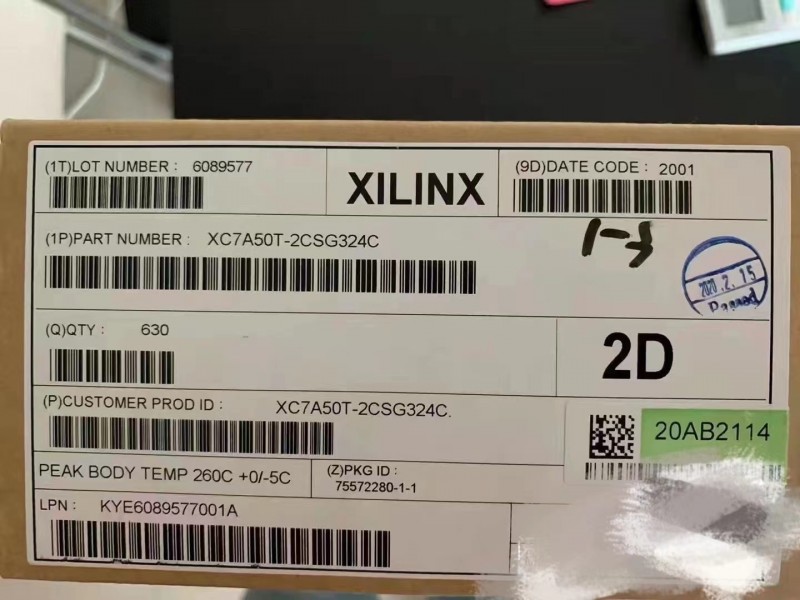 (1T)LOT NUMBER : 6089577
XILINX
(9D)DATE CODE : 2001
(1P)PART NUMBER : XC7A50T-2CSG324C
1-3
2020.2.15
Passed
(Q)QTY : 630
2D
(P)CUSTOMER PROD ID : XC7A50T-2CSG324C.
20AB2114
PEAK BODY TEMP 260C +0/-5C
(Z)PKG ID :
75572280-1-1
LPN : KYE6089577001A